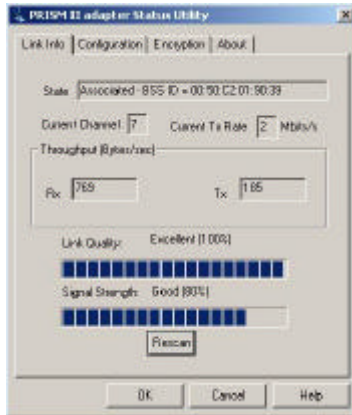 PRISM II adapter Status Utility
Link Info Configuration Encryption About
State Associated - BSS ID = 00:50:C2:01:90:39
Current Channel: 7 Current Tx Rate 2 Mbits/s
Throughput (Bytes/sec)
Rx 769 Tx 185
Link Quality: Excellent (100%)
Signal Strength: Good (80%)
Rescan
OK Cancel Help